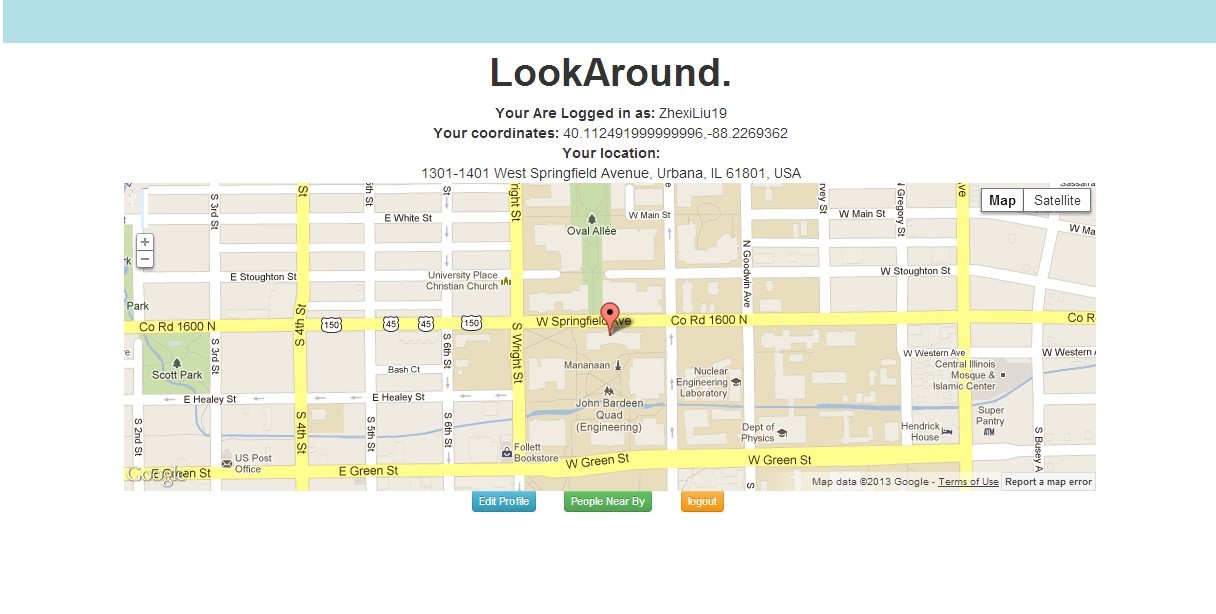 LookAround.
Your Are Logged in as: ZhexiLiu19
Your coordinates: 40.112491999999996,-88.2269362
Your location:
1301-1401 West Springfield Avenue, Urbana, IL 61801, USA
Map Satellite
S 3rd St
St
5th St
St
right St
W Main St
W Main St
N Gregory St
ve
W Ma
E White St
Oval Allée
+
−
E Stoughton St
University Place
Christian Church
N Goodwin Ave
W Stoughton St
Park
Co Rd 1600 N
150
45
45
150
W Springfield Ave
Co Rd 1600 N
Co R
S 4th St
S 3rd St
S 6th St
S Wright St
W Western Ave
W Western
Scott Park
Bash Ct
Mananaan
Nuclear
Engineering
Laboratory
Central Illinois
Mosque &
Islamic Center
E Healey St
E Healey St
John Bardeen
Quad
(Engineering)
S 2nd St
S 4th St
S 5th St
S 6th St
Dept of
Physics
Hendrick
House
Super
Pantry
ATM
S Busey A
US Post
Office
Follett
Bookstore
Google
E Green St
E Green St
W Green St
W Green St
S
Map data ©2013 Google - Terms of Use Report a map error
Edit Profile People Near By logout